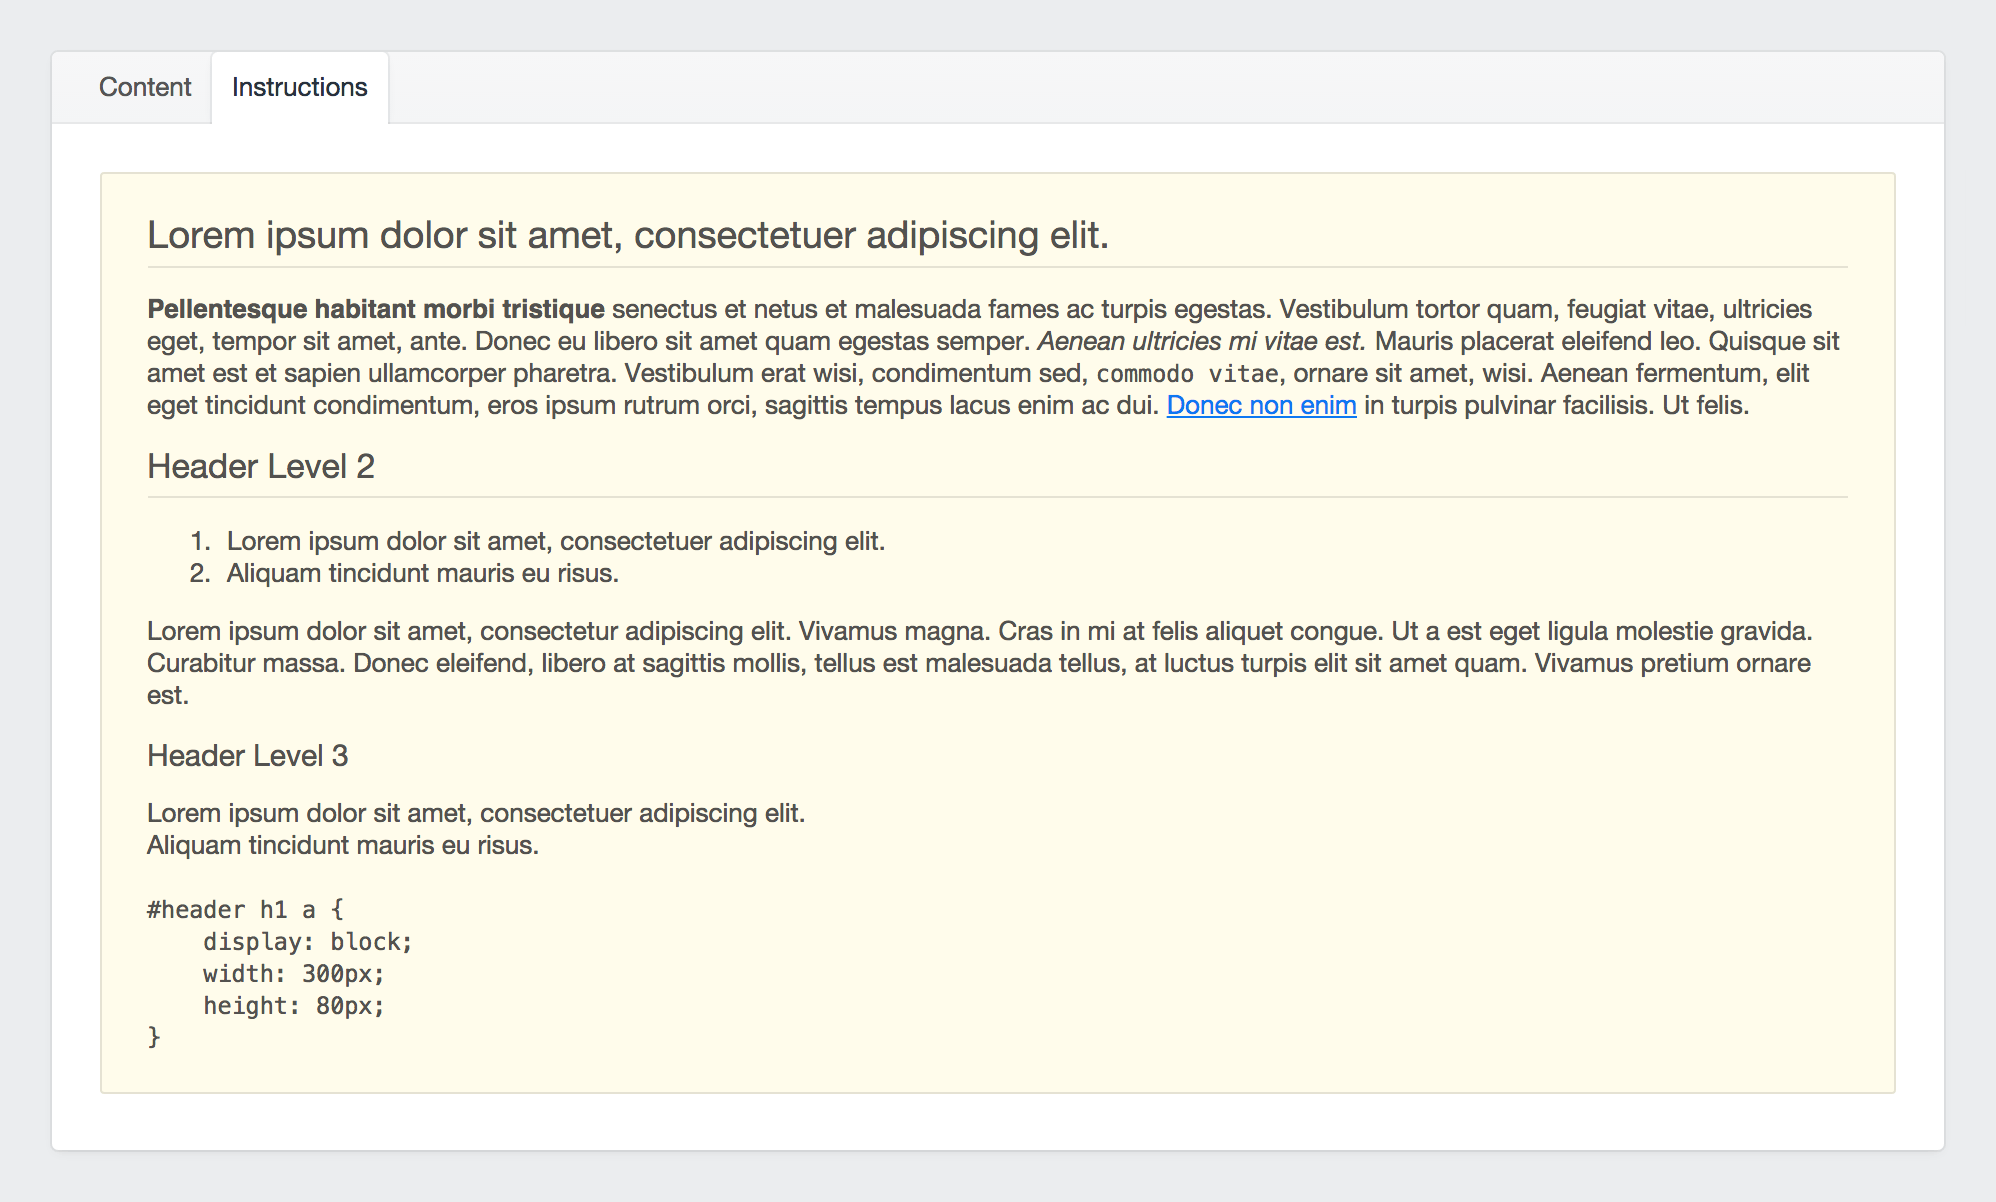 Content Instructions
Lorem ipsum dolor sit amet, consectetuer adipiscing elit.
Pellentesque habitant morbi tristique senectus et netus et malesuada fames ac turpis egestas. Vestibulum tortor quam, feugiat vitae, ultricies
eget, tempor sit amet, ante. Donec eu libero sit amet quam egestas semper. Aenean ultricies mi vitae est. Mauris placerat eleifend leo. Quisque sit
amet est et sapien ullamcorper pharetra. Vestibulum erat wisi, condimentum sed, commodo vitae, ornare sit amet, wisi. Aenean fermentum, elit
eget tincidunt condimentum, eros ipsum rutrum orci, sagittis tempus lacus enim ac dui. Donec non enim in turpis pulvinar facilisis. Ut felis.
Header Level 2
1. Lorem ipsum dolor sit amet, consectetuer adipiscing elit.
2. Aliquam tincidunt mauris eu risus.
Lorem ipsum dolor sit amet, consectetur adipiscing elit. Vivamus magna. Cras in mi at felis aliquet congue. Ut a est eget ligula molestie gravida.
Curabitur massa. Donec eleifend, libero at sagittis mollis, tellus est malesuada tellus, at luctus turpis elit sit amet quam. Vivamus pretium ornare
est.
Header Level 3
Lorem ipsum dolor sit amet, consectetuer adipiscing elit.
Aliquam tincidunt mauris eu risus.
#header h1 a {
    display: block;
    width: 300px;
    height: 80px;
}